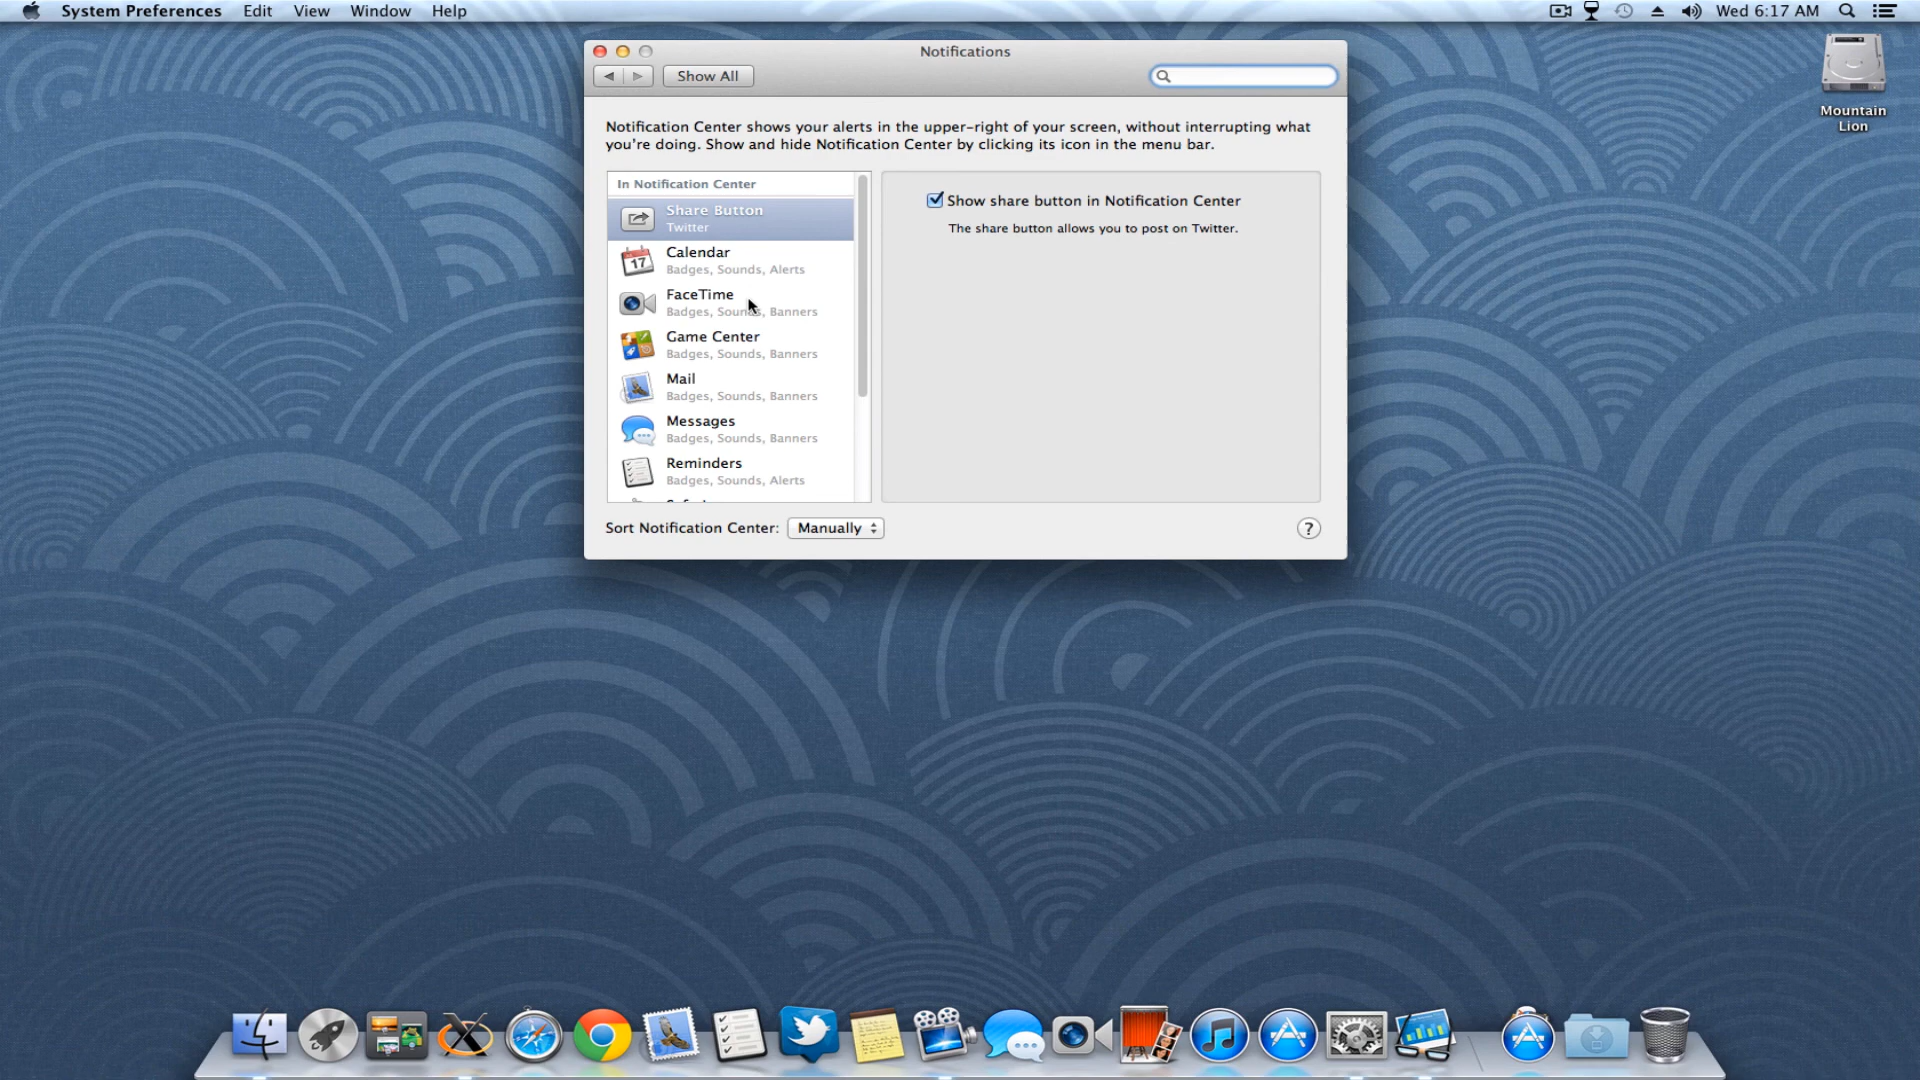 System Preferences Edit View Window Help
Wed 6:17 AM
Mountain
Lion
Notifications
Show All
Notification Center shows your alerts in the upper-right of your screen, without interrupting what
you're doing. Show and hide Notification Center by clicking its icon in the menu bar.
In Notification Center
Share Button
Twitter
Calendar
Badges, Sounds, Alerts
17
FaceTime
Badges, Sounds, Banners
Game Center
Badges, Sounds, Banners
Mail
Badges, Sounds, Banners
Messages
Badges, Sounds, Banners
Reminders
Badges, Sounds, Alerts
Show share button in Notification Center
The share button allows you to post on Twitter.
Sort Notification Center: Manually
?